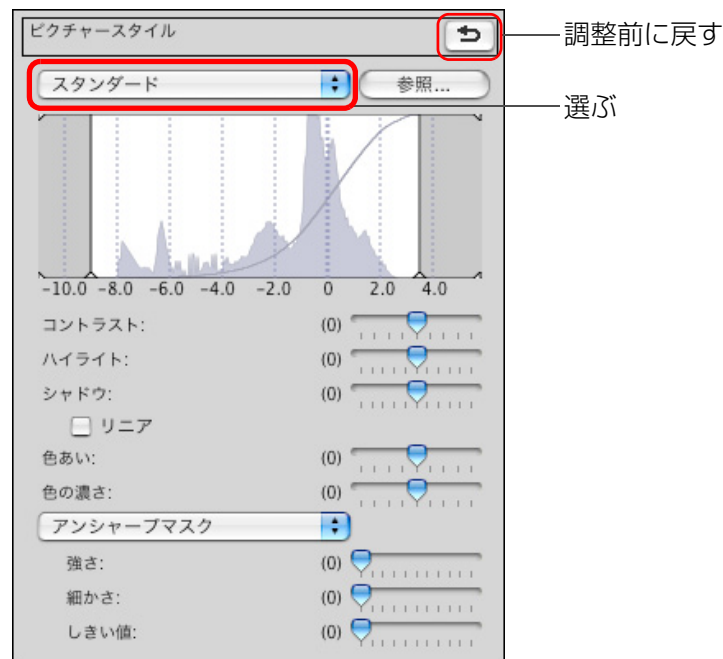 ピクチャースタイル
調整前に戻す
スタンダード 参照...
選ぶ
-10.0 -8.0 -6.0 -4.0 -2.0 0 2.0 4.0
コントラスト: (0)
ハイライト: (0)
シャドウ: (0)
リニア
色あい: (0)
色の濃さ: (0)
アンシャープマスク
強さ: (0)
細かさ: (0)
しきい値: (0)